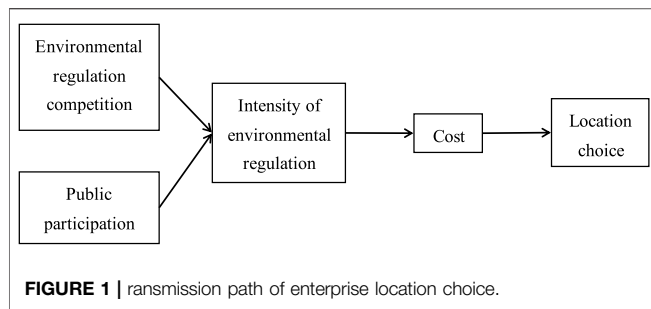 Environmental
regulation
competition
Public
participation
Intensity of
environmental
regulation
Cost
Location
choice
FIGURE 1 | ransmission path of enterprise location choice.